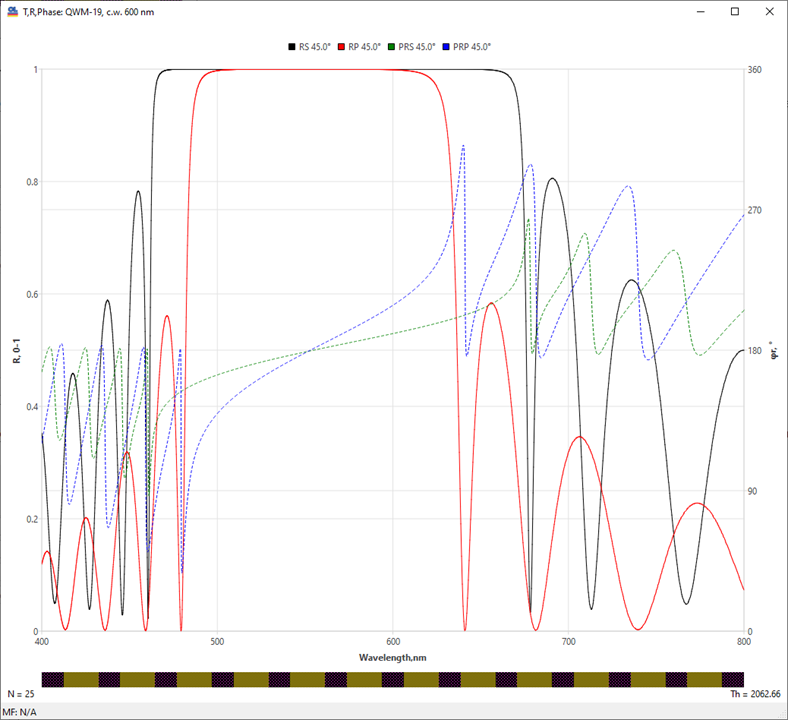 T,R,Phase: QWM-19, c.w. 600 nm
RS 45.0° RP 45.0° PRS 45.0° PRP 45.0°
1 360
0.8 270
0.6
R, 0-1 180 φr, °
0.4
90
0.2
0 0
400 500 600 700 800
Wavelength,nm
N = 25 Th = 2062.66
MF: N/A